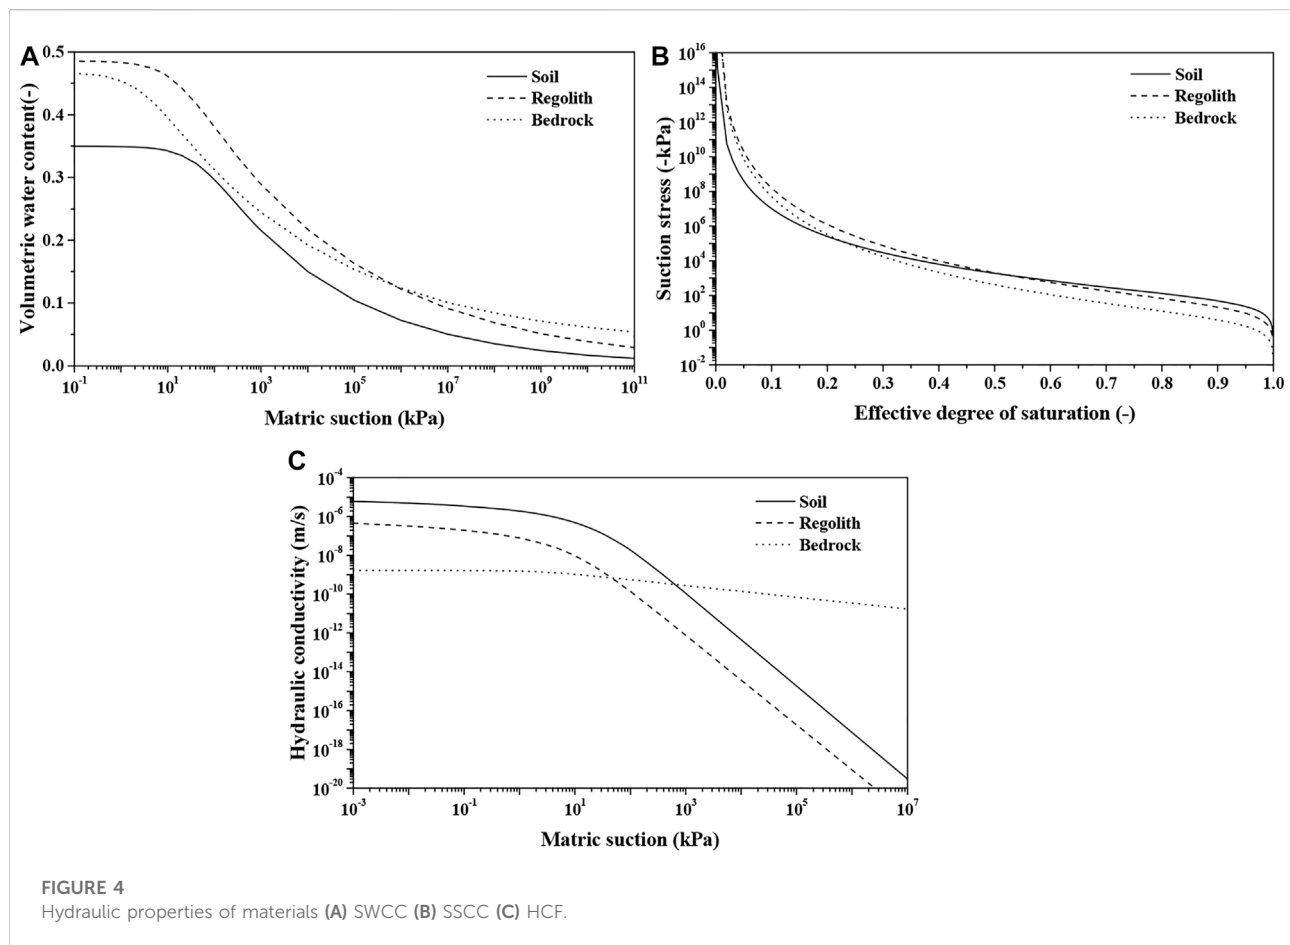 A
0.5
0.4
0.3
0.2
0.1
0.0
Volumetric water content(-)
Soil
Regolith
Bedrock
10^-1 10^1 10^3 10^5 10^7 10^9 10^11
Matric suction (kPa)
B
10^16
10^14
10^12
10^10
10^8
10^6
10^4
10^2
10^0
10^-2
Suction stress (-kPa)
Soil
Regolith
Bedrock
0.0 0.1 0.2 0.3 0.4 0.5 0.6 0.7 0.8 0.9 1.0
Effective degree of saturation (-)
C
10^-4
10^-6
10^-8
10^-10
10^-12
10^-14
10^-16
10^-18
10^-20
Hydraulic conductivity (m/s)
Soil
Regolith
Bedrock
10^-3 10^-1 10^1 10^3 10^5 10^7
Matric suction (kPa)
FIGURE 4
Hydraulic properties of materials (A) SWCC (B) SSCC (C) HCF.